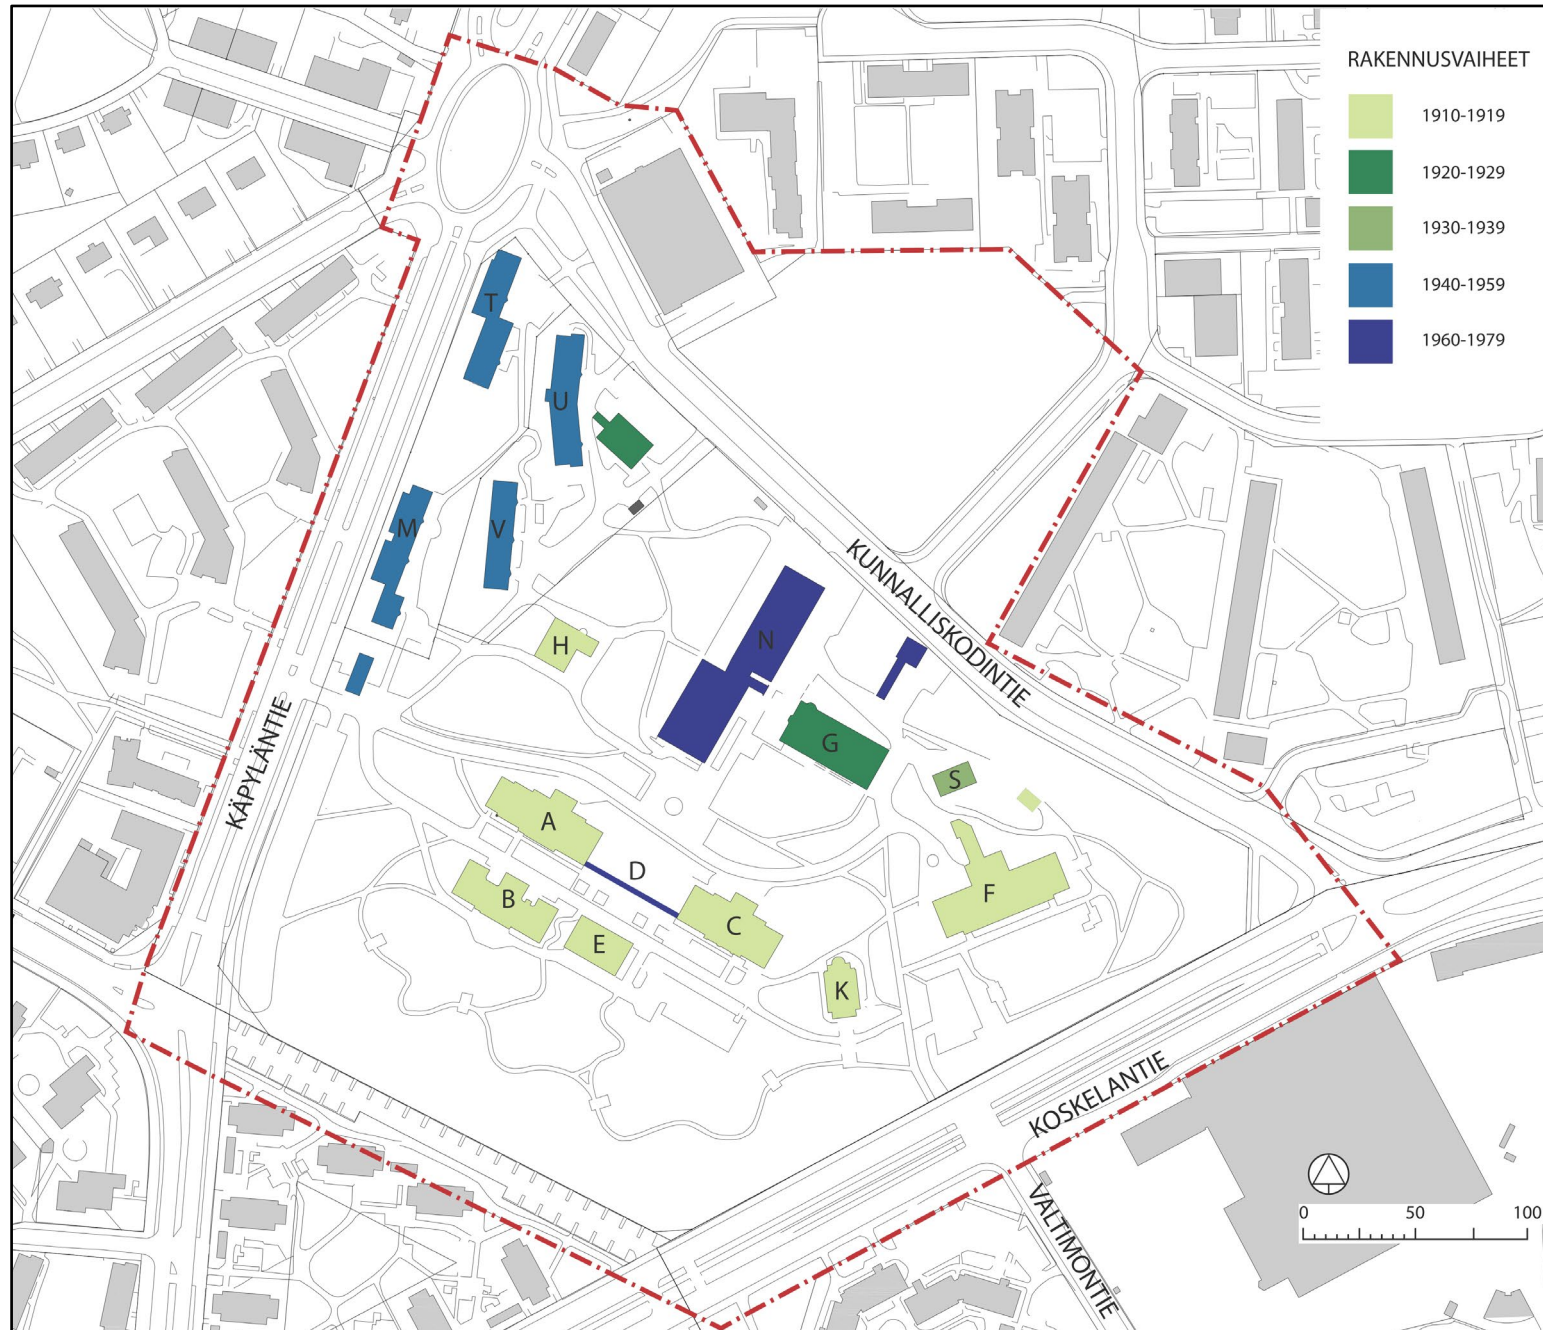 RAKENNUSVAIHEET
1910-1919
1920-1929
1930-1939
1940-1959
1960-1979
T
U
M
V
H
N
G
S
A
D
B
C
E
F
K
KUNNALLISKODINTIE
KÄPYLÄNTIE
KOSKELANTIE
VALTIMONTIE
0 50 100